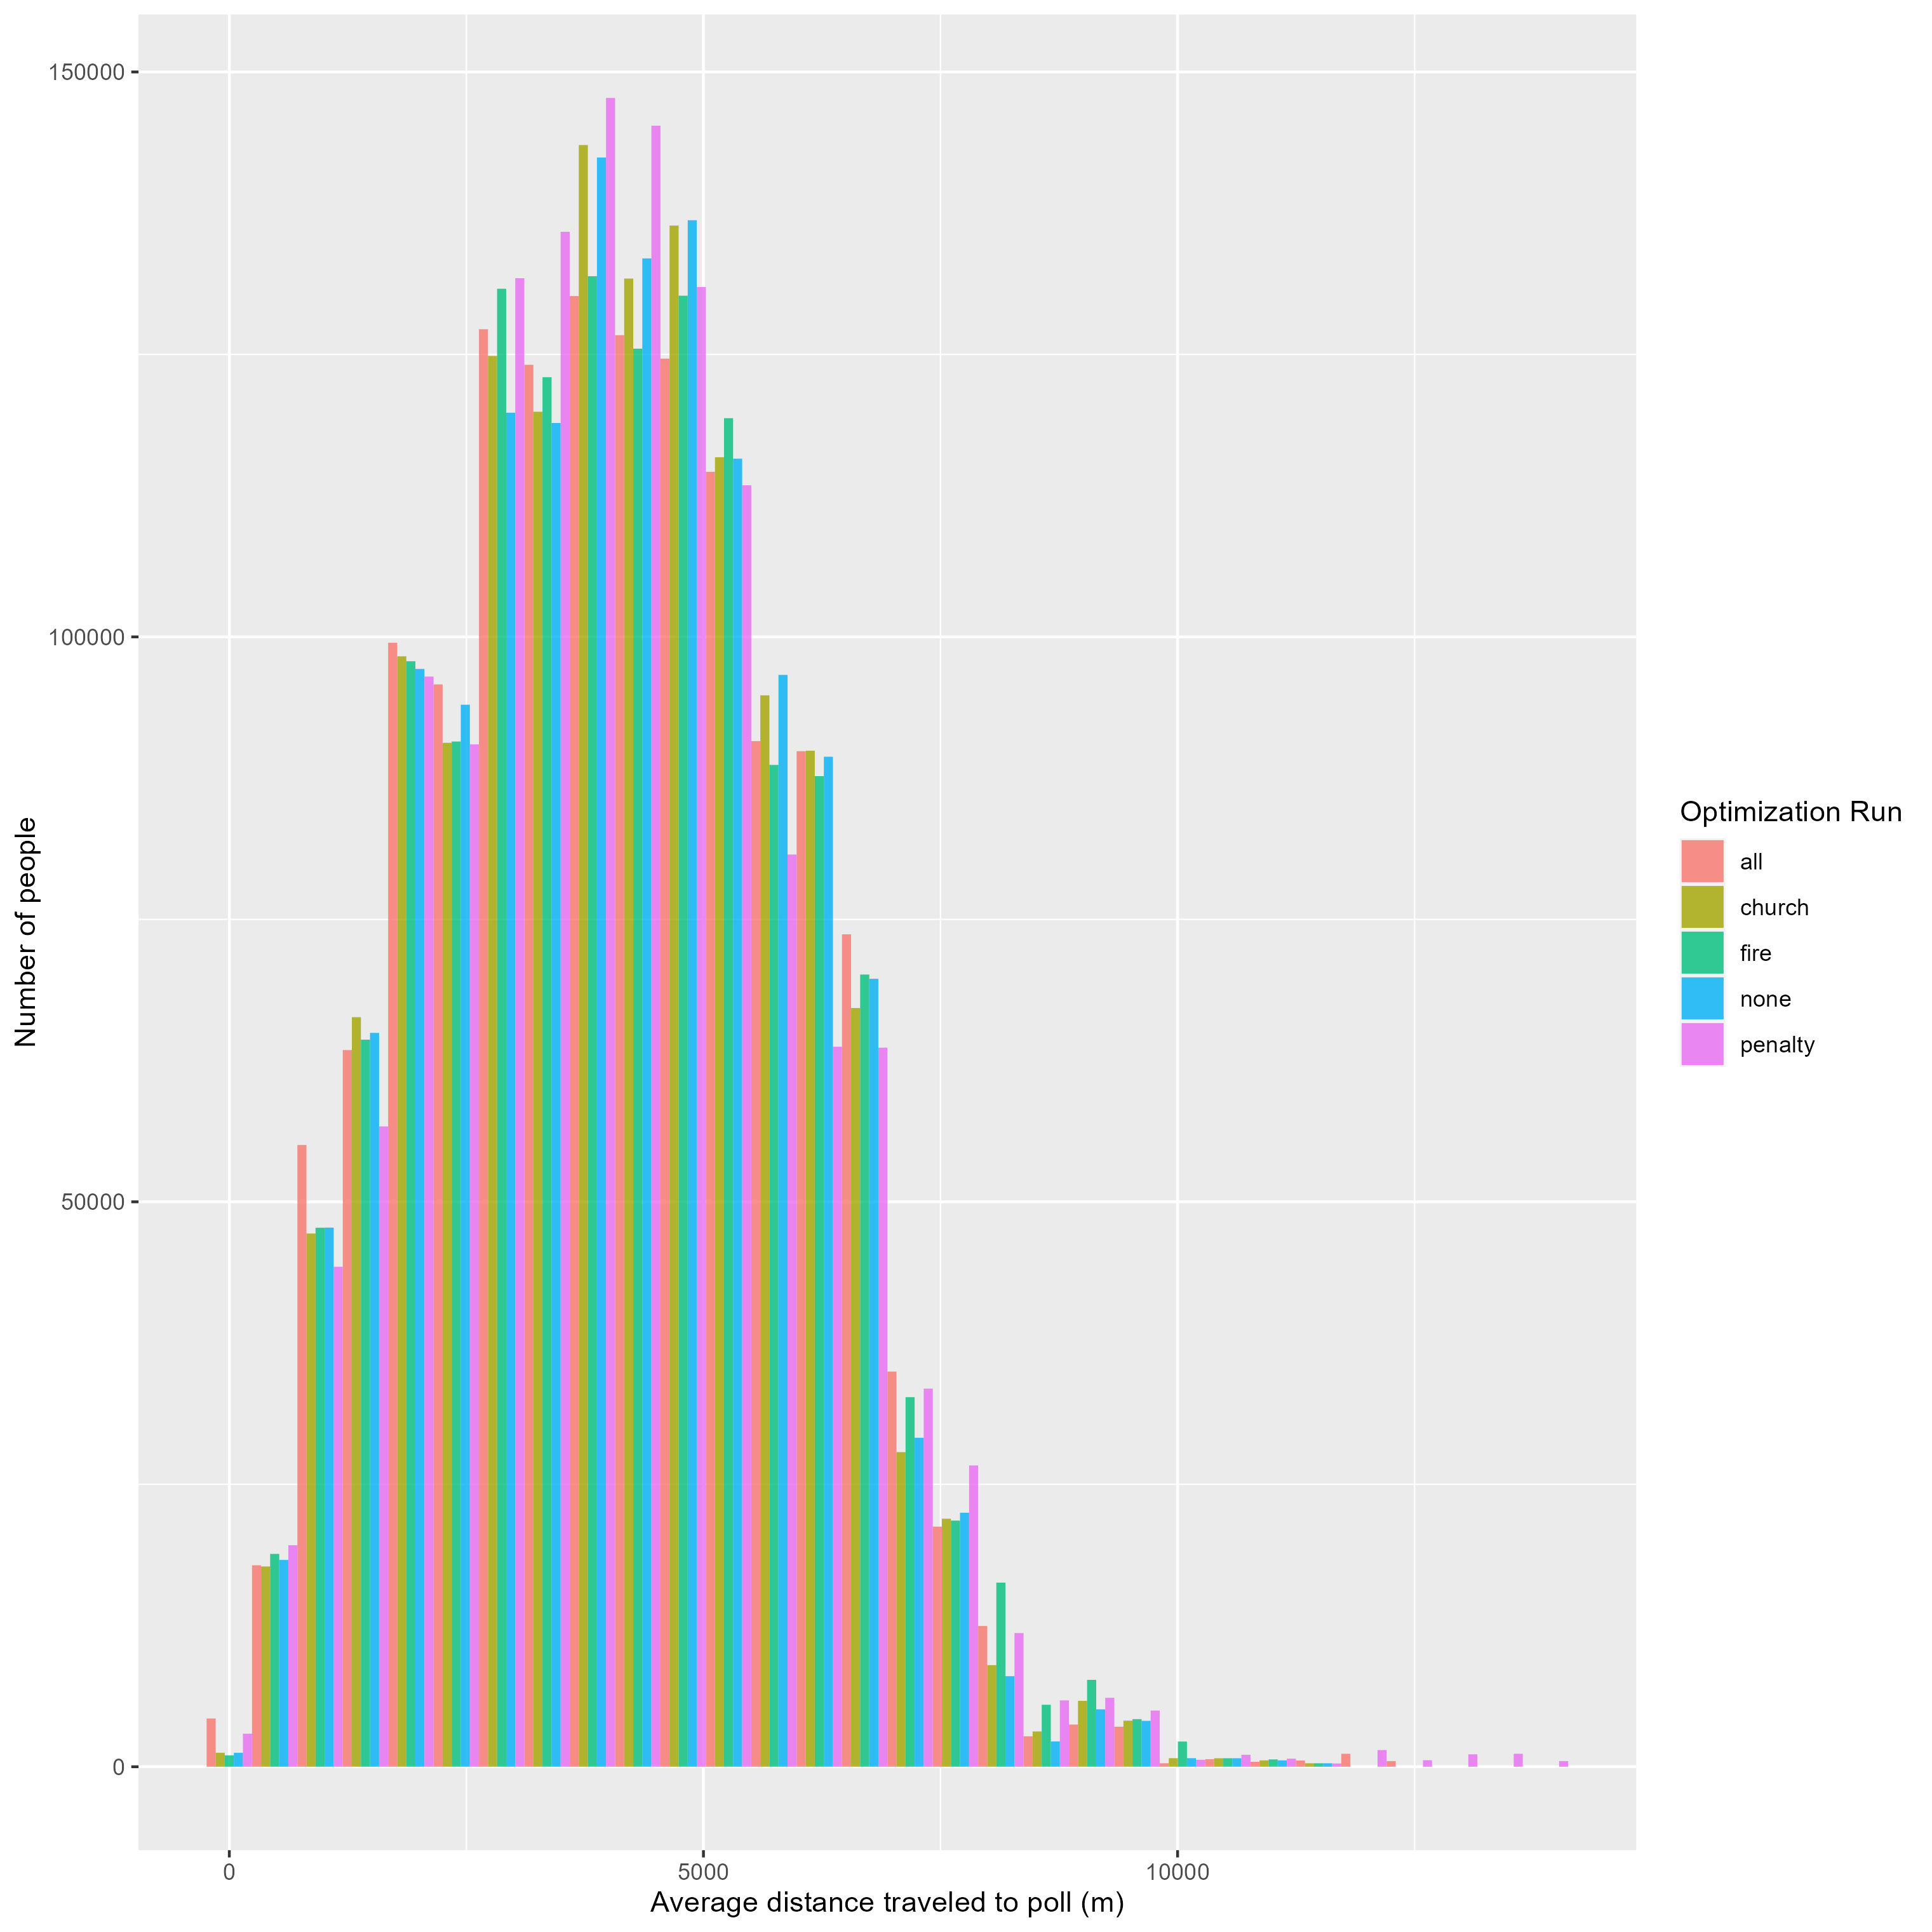 150000
100000
50000
0
Number of people
0 5000 10000
Average distance traveled to poll (m)
Optimization Run
all
church
fire
none
penalty